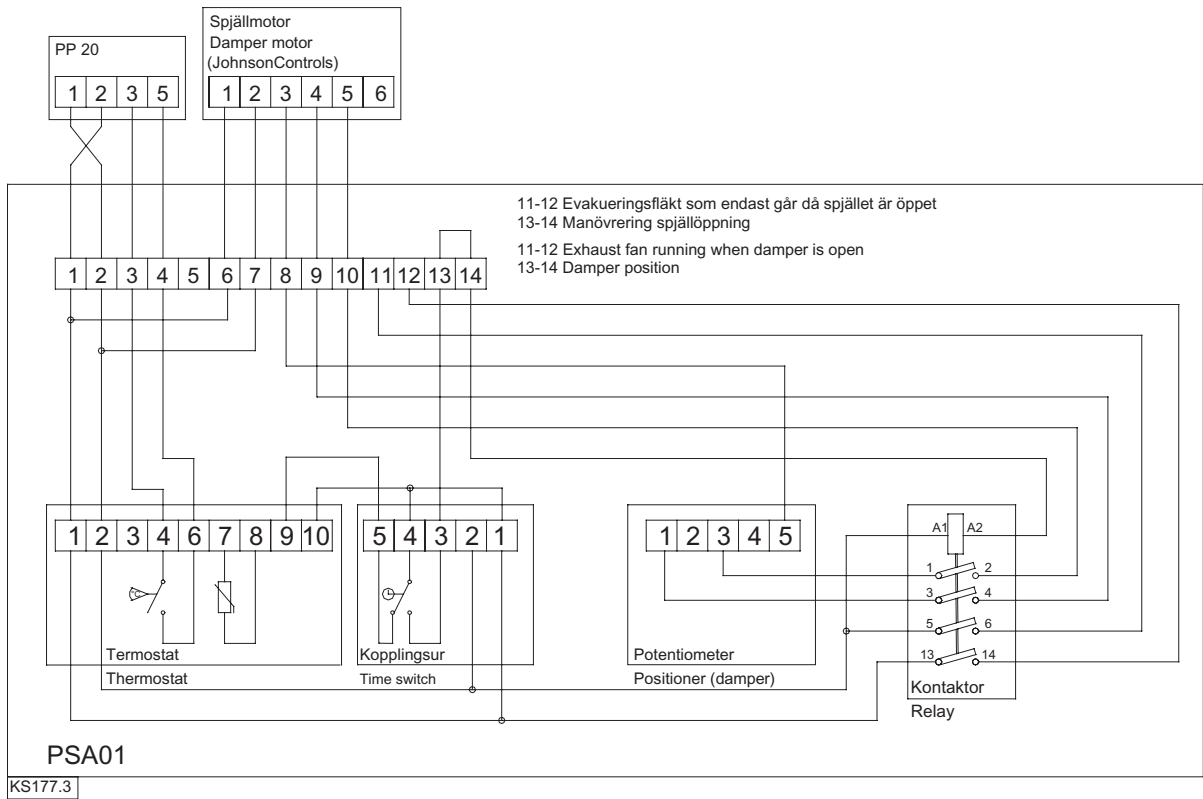 Spjällmotor
Damper motor
(JohnsonControls)
PP 20
1 2 3 5
1 2 3 4 5 6
11-12 Evakueringsfläkt som endast går då spjället är öppet
13-14 Manövrering spjällöppning
11-12 Exhaust fan running when damper is open
13-14 Damper position
1 2 3 4 5 6 7 8 9 10 11 12 13 14
1 2 3 4 6 7 8 9 10
5 4 3 2 1
1 2 3 4 5
A1 A2
1 2
3 4
5 6
13 14
°C
Termostat
Thermostat
Kopplingsur
Time switch
Potentiometer
Positioner (damper)
Kontaktor
Relay
PSA01
KS177.3